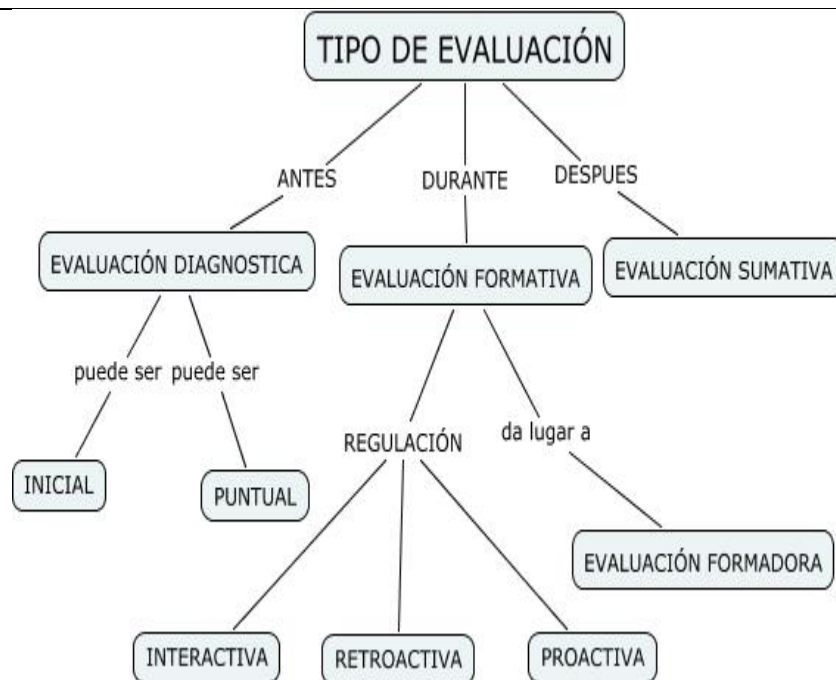 TIPO DE EVALUACIÓN
ANTES
DURANTE
DESPUES
EVALUACIÓN DIAGNOSTICA
EVALUACIÓN FORMATIVA
EVALUACIÓN SUMATIVA
puede ser
puede ser
REGULACIÓN
da lugar a
INICIAL
PUNTUAL
EVALUACIÓN FORMADORA
INTERACTIVA
RETROACTIVA
PROACTIVA